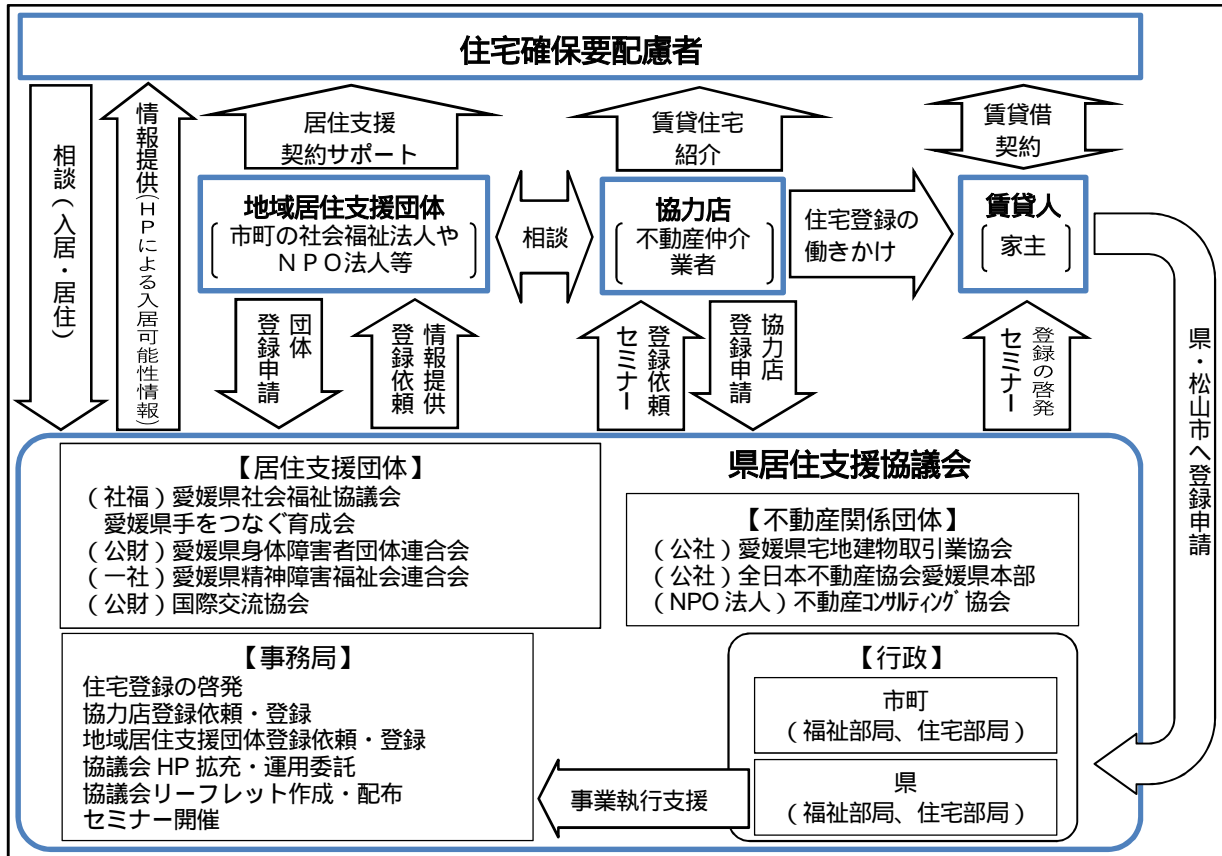 住宅確保要配慮者
相談（入居・居住）
情報提供（ＨＰによる入居可能性情報）
居住支援
契約サポート
賃貸住宅
紹介
賃貸借
契約
地域居住支援団体
市町の社会福祉法人や
ＮＰＯ法人等
相談
協力店
不動産仲介
業者
住宅登録の
働きかけ
賃貸人
家主
団体
登録申請
情報提供
登録依頼
登録依頼
セミナー
協力店
登録申請
登録の啓発
セミナー
県・松山市へ登録申請
県居住支援協議会
【居住支援団体】
（社福）愛媛県社会福祉協議会
愛媛県手をつなぐ育成会
（公財）愛媛県身体障害者団体連合会
（一社）愛媛県精神障害福祉会連合会
（公財）国際交流協会
【不動産関係団体】
（公社）愛媛県宅地建物取引業協会
（公社）全日本不動産協会愛媛県本部
（NPO法人）不動産ｺﾝｻﾙﾃｨﾝｸﾞ協会
【事務局】
住宅登録の啓発
協力店登録依頼・登録
地域居住支援団体登録依頼・登録
協議会 HP 拡充・運用委託
協議会リーフレット作成・配布
セミナー開催
事業執行支援
【行政】
市町
（福祉部局、住宅部局）
県
（福祉部局、住宅部局）